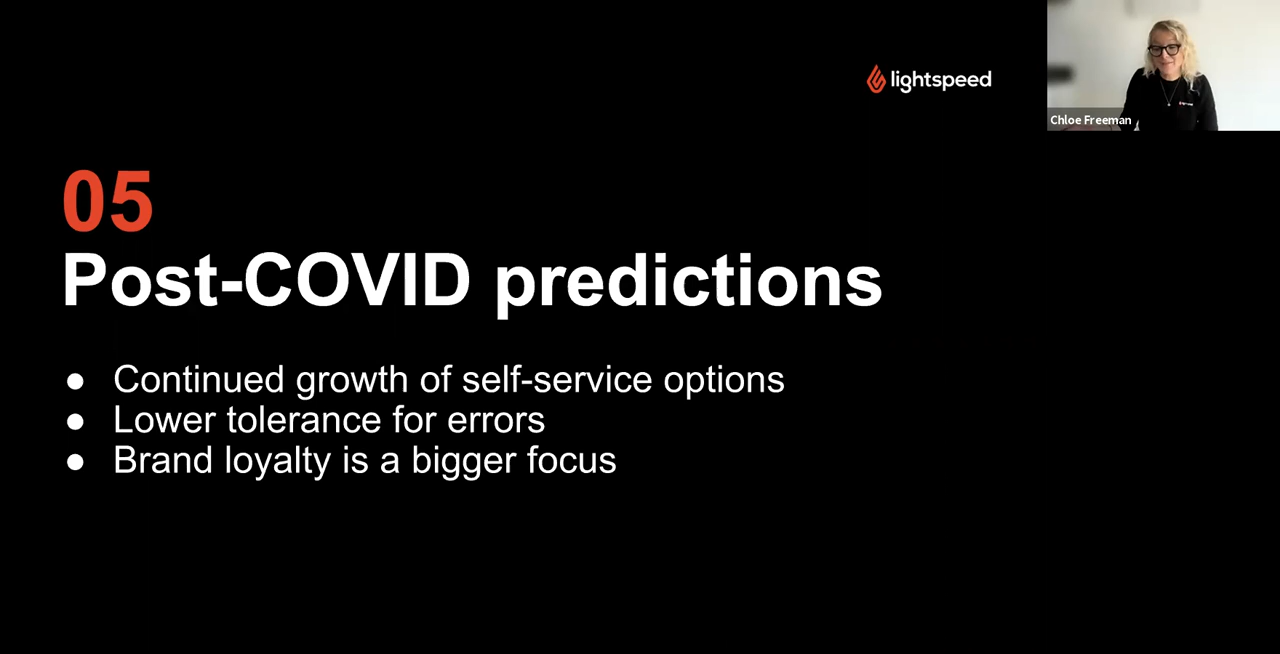 lightspeed
Chloe Freeman
05
Post-COVID predictions
● Continued growth of self-service options
● Lower tolerance for errors
● Brand loyalty is a bigger focus